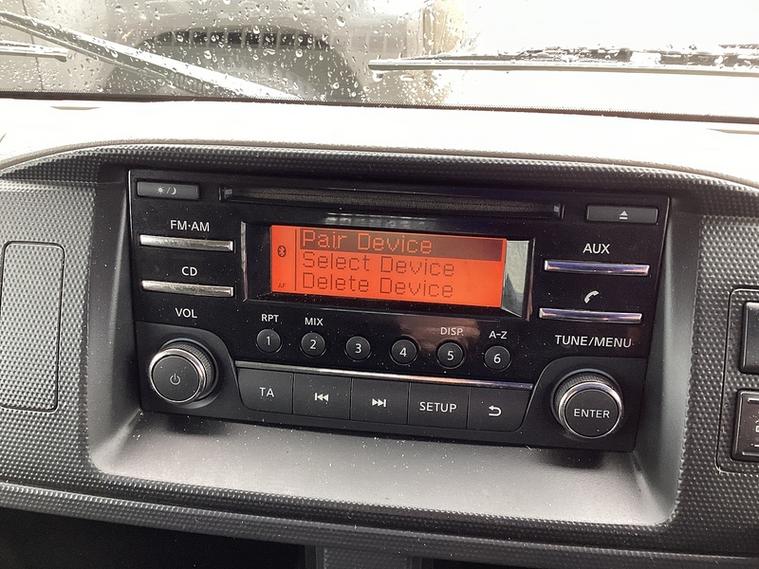 FM·AM
CD
VOL
Pair Device
Select Device
Delete Device
AF
AUX
TUNE/MENU
RPT
MIX
DISP
A–Z
1
2
3
4
5
6
TA
SETUP
ENTER